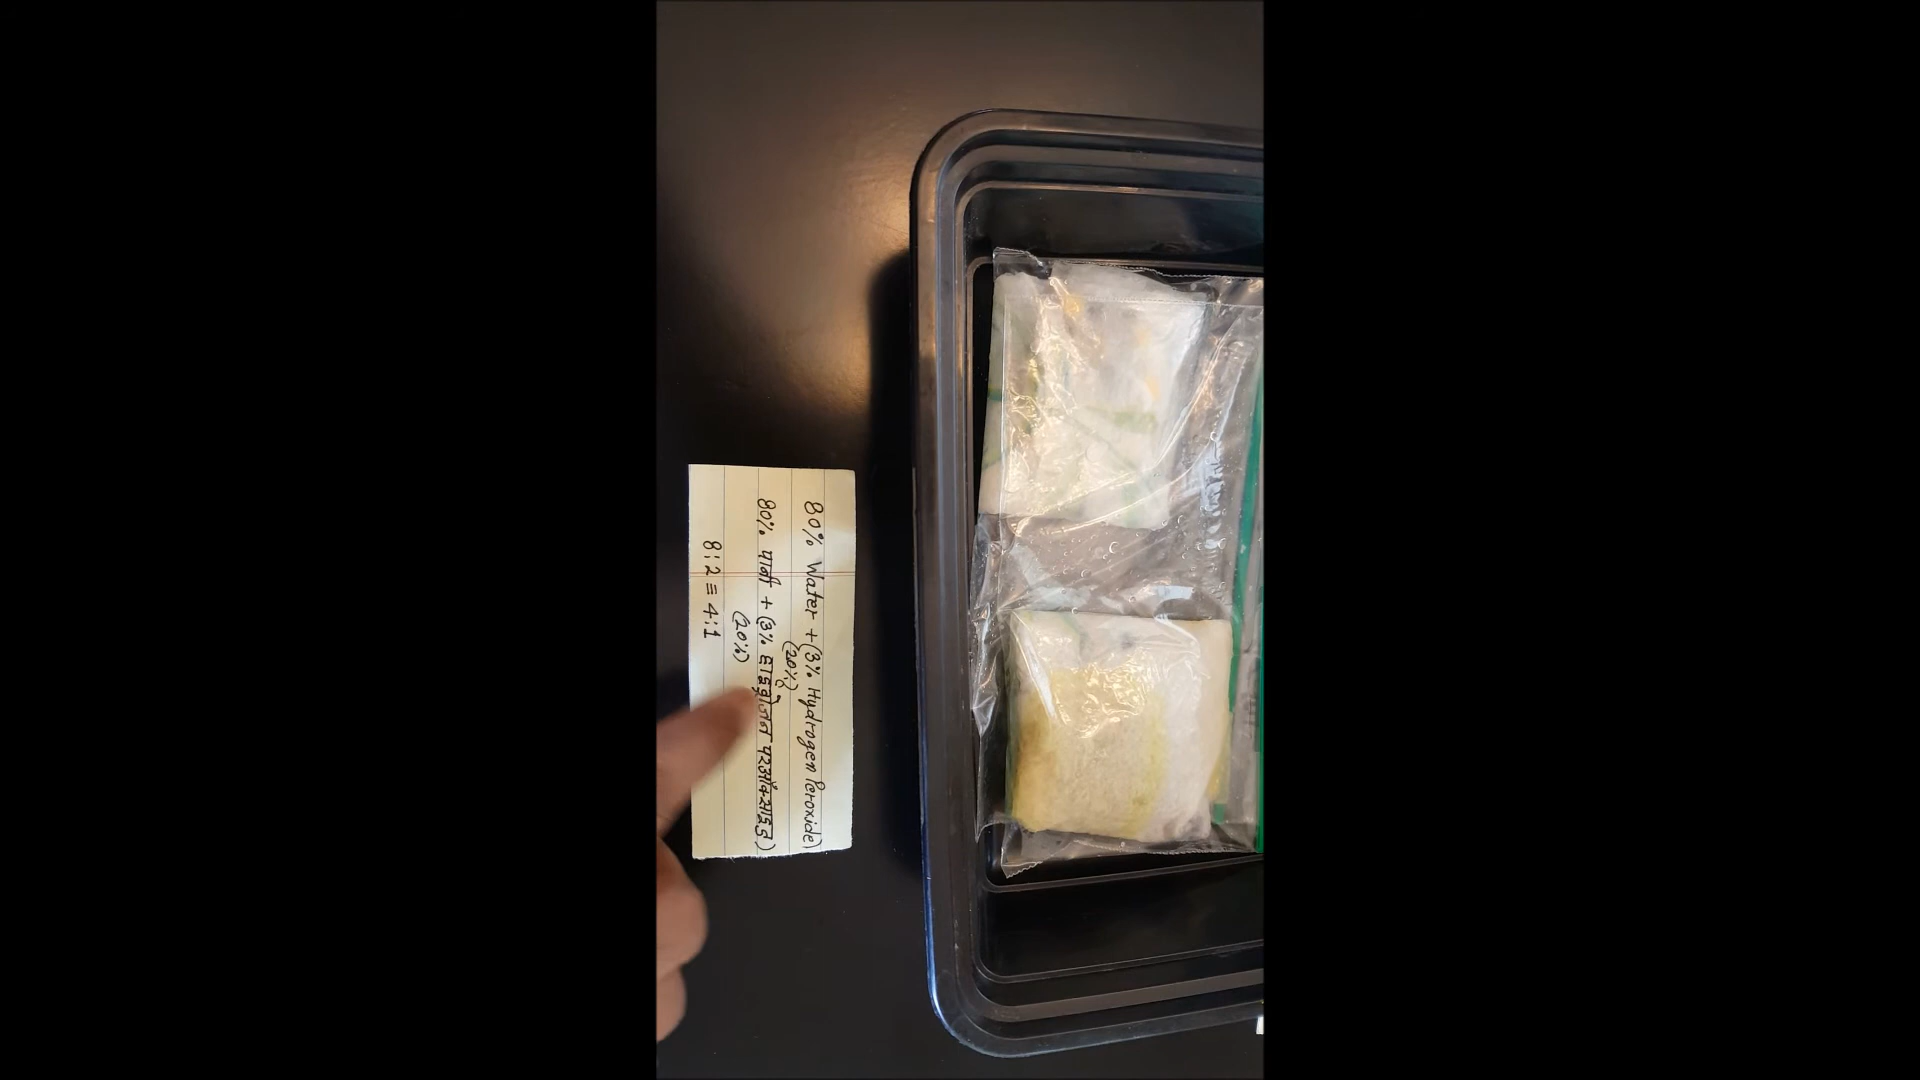 80% Water + (3% Hydrogen Peroxide)
(20%)
80% पानी + (3% हाइड्रोजन परऑक्साइड)
(20%)
8:2 ≡ 4:1